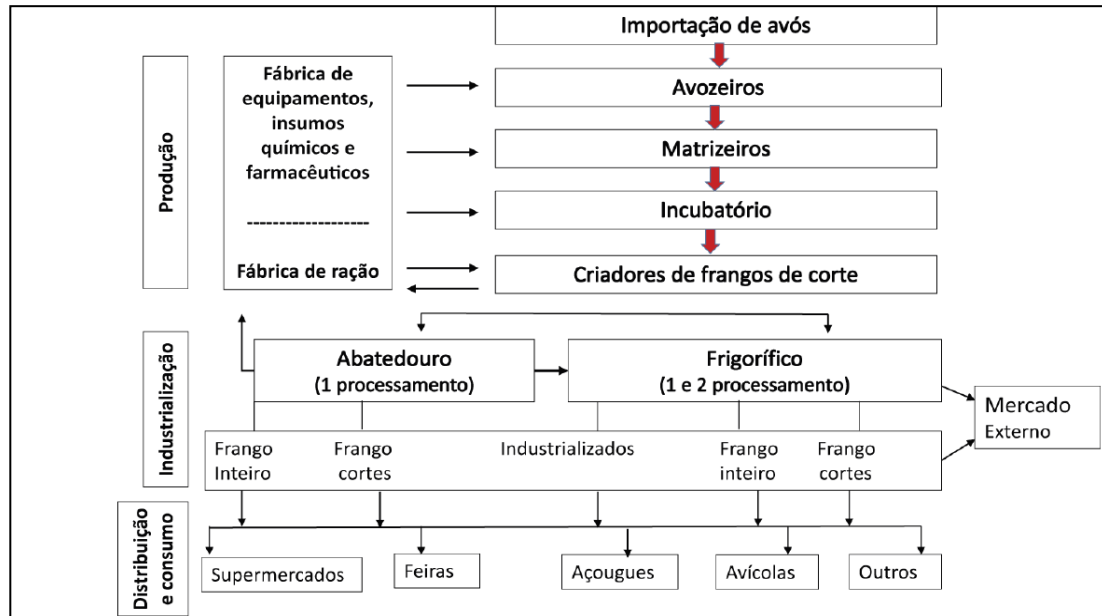 Importação de avós
Produção
Fábrica de
equipamentos,
insumos
químicos e
farmacêuticos
--------------------
Fábrica de ração
Avozeiros
Matrizeiros
Incubatório
Criadores de frangos de corte
Industrialização
Abatedouro
(1 processamento)
Frigorífico
(1 e 2 processamento)
Mercado
Externo
Frango
Inteiro
Frango
cortes
Industrializados
Frango
inteiro
Frango
cortes
Distribuição
e consumo
Supermercados
Feiras
Açougues
Avícolas
Outros